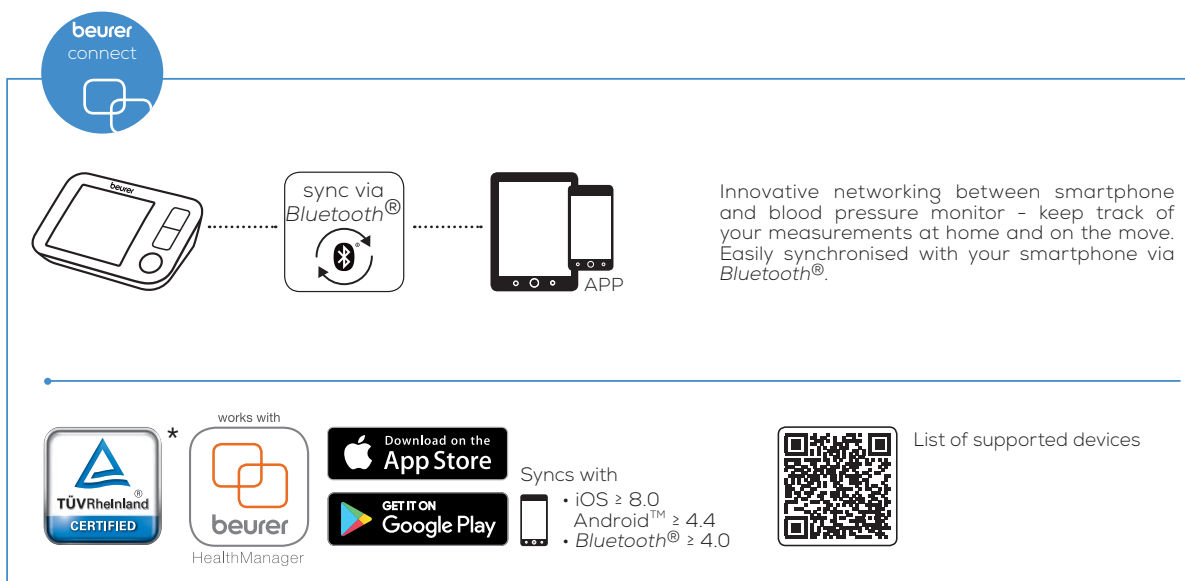 beurer
connect
beurer
sync via
Bluetooth®
®
APP
Innovative networking between smartphone
and blood pressure monitor - keep track of
your measurements at home and on the move.
Easily synchronised with your smartphone via
Bluetooth®.
TÜVRheinland®
CERTIFIED
*
works with
beurer
HealthManager
Download on the
App Store
GET IT ON
Google Play
Syncs with
• iOS ≥ 8.0
Android™ ≥ 4.4
• Bluetooth® ≥ 4.0
List of supported devices